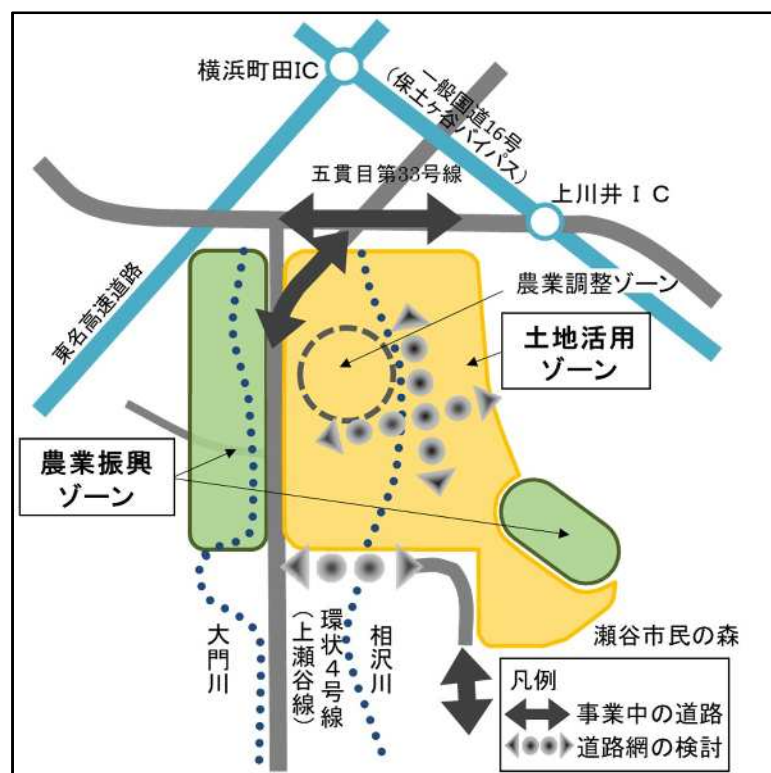 横浜町田IC
一般国道16号
(保土ヶ谷バイパス)
五貫目第33号線
上川井IC
東名高速道路
農業調整ゾーン
土地活用
ゾーン
農業振興
ゾーン
大門川
環状4号線
(上瀬谷線)
相沢川
瀬谷市民の森
凡例
事業中の道路
道路網の検討